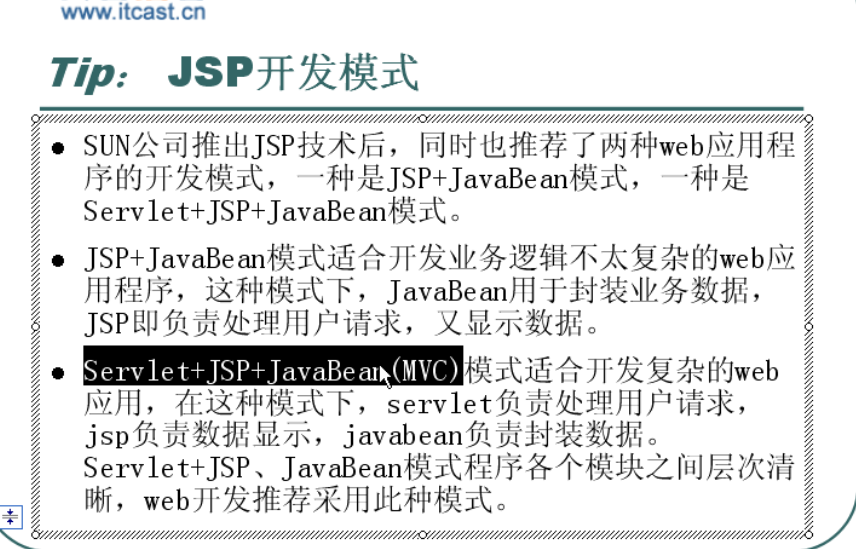 www.itcast.cn
Tip： JSP开发模式
● SUN公司推出JSP技术后，同时也推荐了两种web应用程
序的开发模式，一种是JSP+JavaBean模式，一种是
Servlet+JSP+JavaBean模式。
● JSP+JavaBean模式适合开发业务逻辑不太复杂的web应
用程序，这种模式下，JavaBean用于封装业务数据，
JSP即负责处理用户请求，又显示数据。
● Servlet+JSP+JavaBean(MVC)模式适合开发复杂的web
应用，在这种模式下，servlet负责处理用户请求，
jsp负责数据显示，javabean负责封装数据。
Servlet+JSP、JavaBean模式程序各个模块之间层次清
晰，web开发推荐采用此种模式。